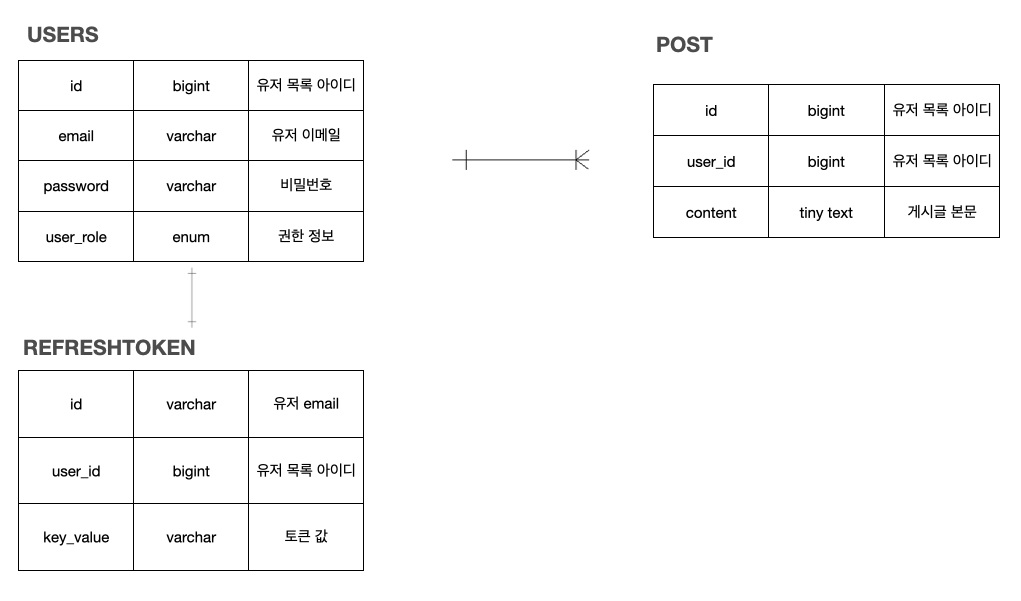 USERS
id bigint 유저 목록 아이디
email varchar 유저 이메일
password varchar 비밀번호
user_role enum 권한 정보
POST
id bigint 유저 목록 아이디
user_id bigint 유저 목록 아이디
content tiny text 게시글 본문
REFRESHTOKEN
id varchar 유저 email
user_id bigint 유저 목록 아이디
key_value varchar 토큰 값